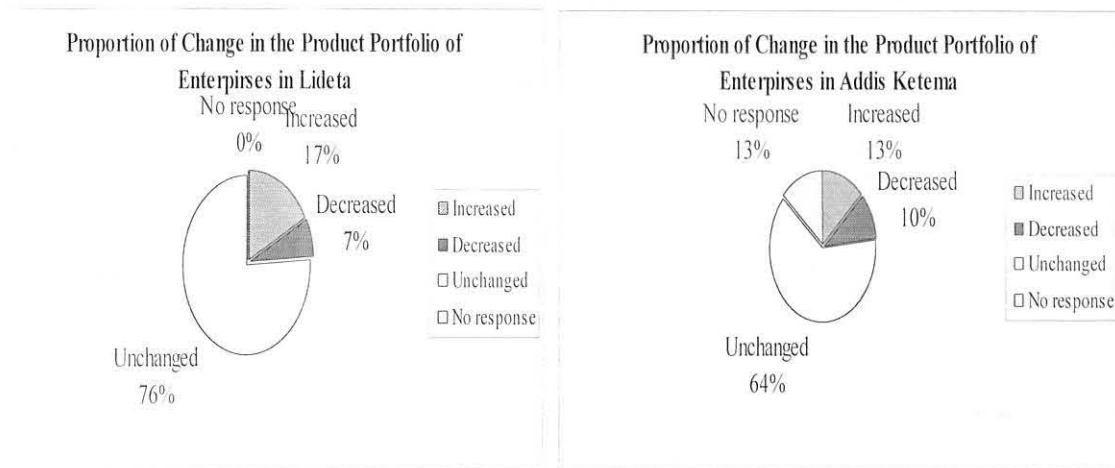 Proportion of Change in the Product Portfolio of
Enterpirses in Lideta
No response
0%
Increased
17%
Decreased
7%
Unchanged
76%
Increased
Decreased
Unchanged
No response
Proportion of Change in the Product Portfolio of
Enterpirses in Addis Ketema
No response
13%
Increased
13%
Decreased
10%
Unchanged
64%
Increased
Decreased
Unchanged
No response